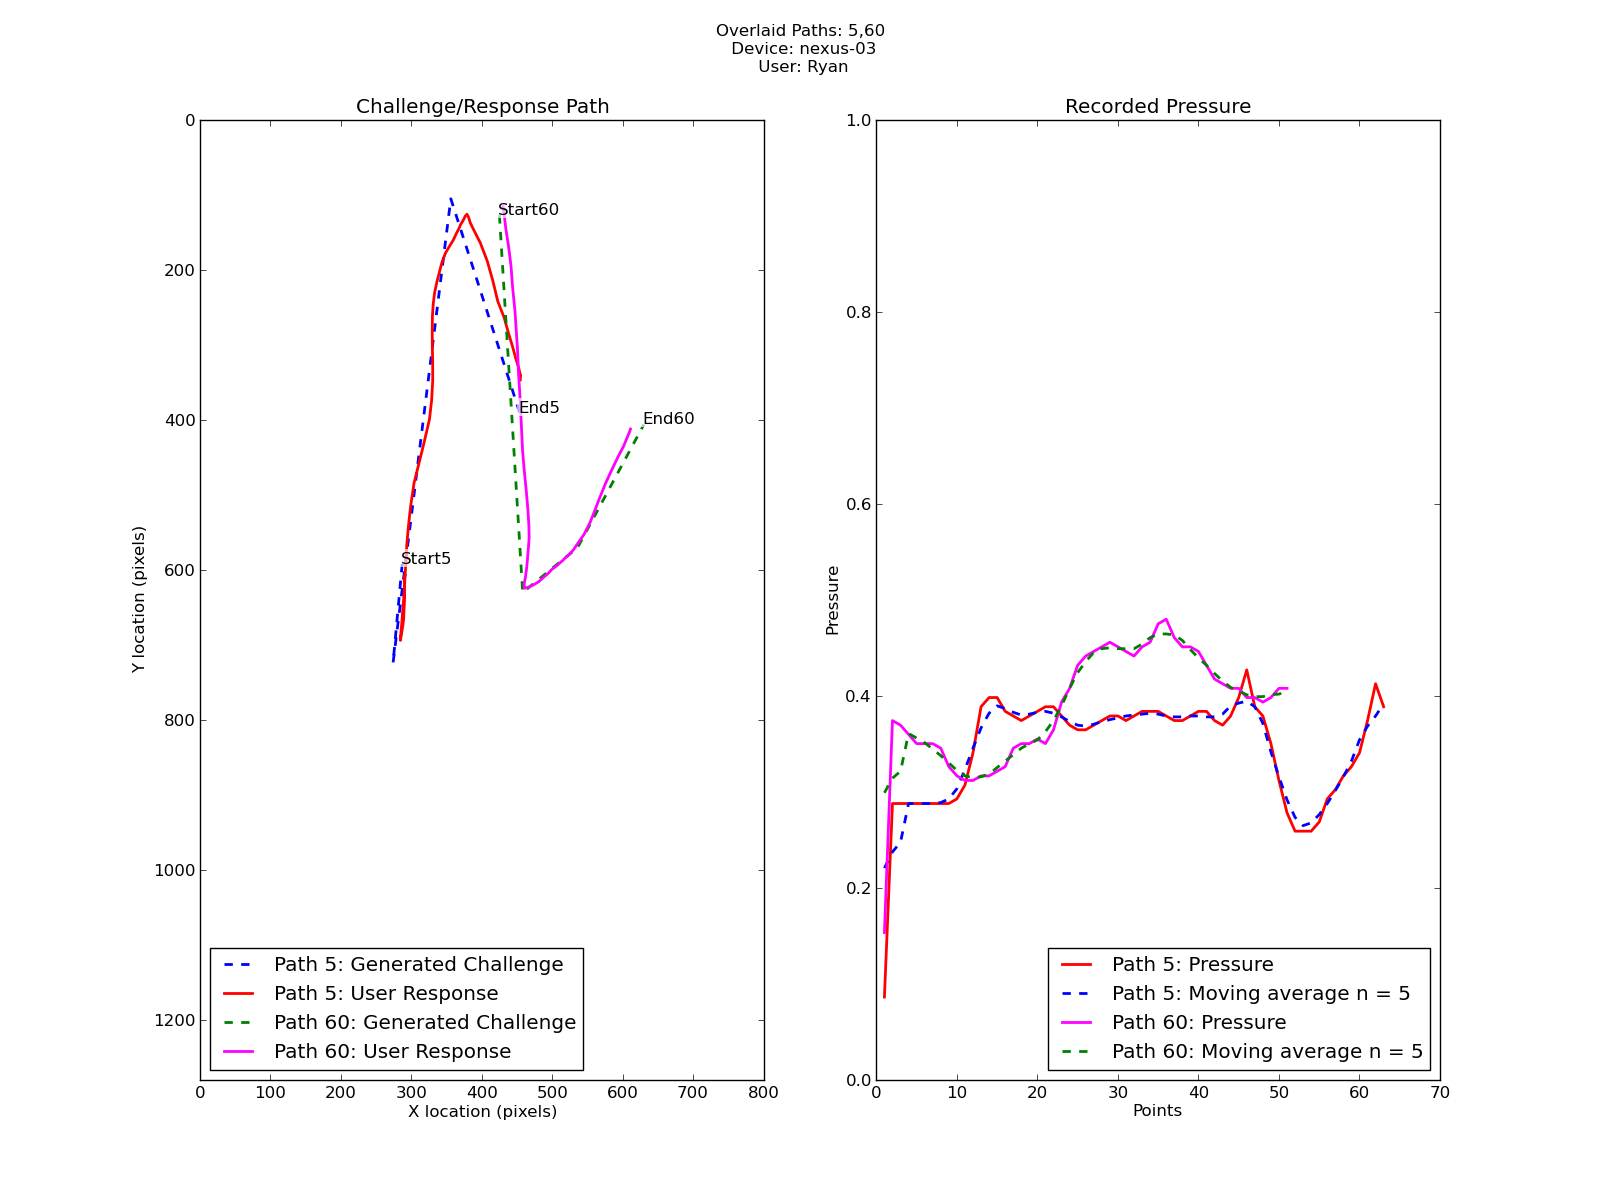 Overlaid Paths: 5,60
Device: nexus-03
User: Ryan
Challenge/Response Path
0
200
400
600
800
1000
1200
Y location (pixels)
Start60
End5
End60
Start5
Path 5: Generated Challenge
Path 5: User Response
Path 60: Generated Challenge
Path 60: User Response
0 100 200 300 400 500 600 700 800
X location (pixels)
Recorded Pressure
1.0
0.8
0.6
0.4
0.2
0.0
Pressure
Path 5: Pressure
Path 5: Moving average n = 5
Path 60: Pressure
Path 60: Moving average n = 5
0 10 20 30 40 50 60 70
Points